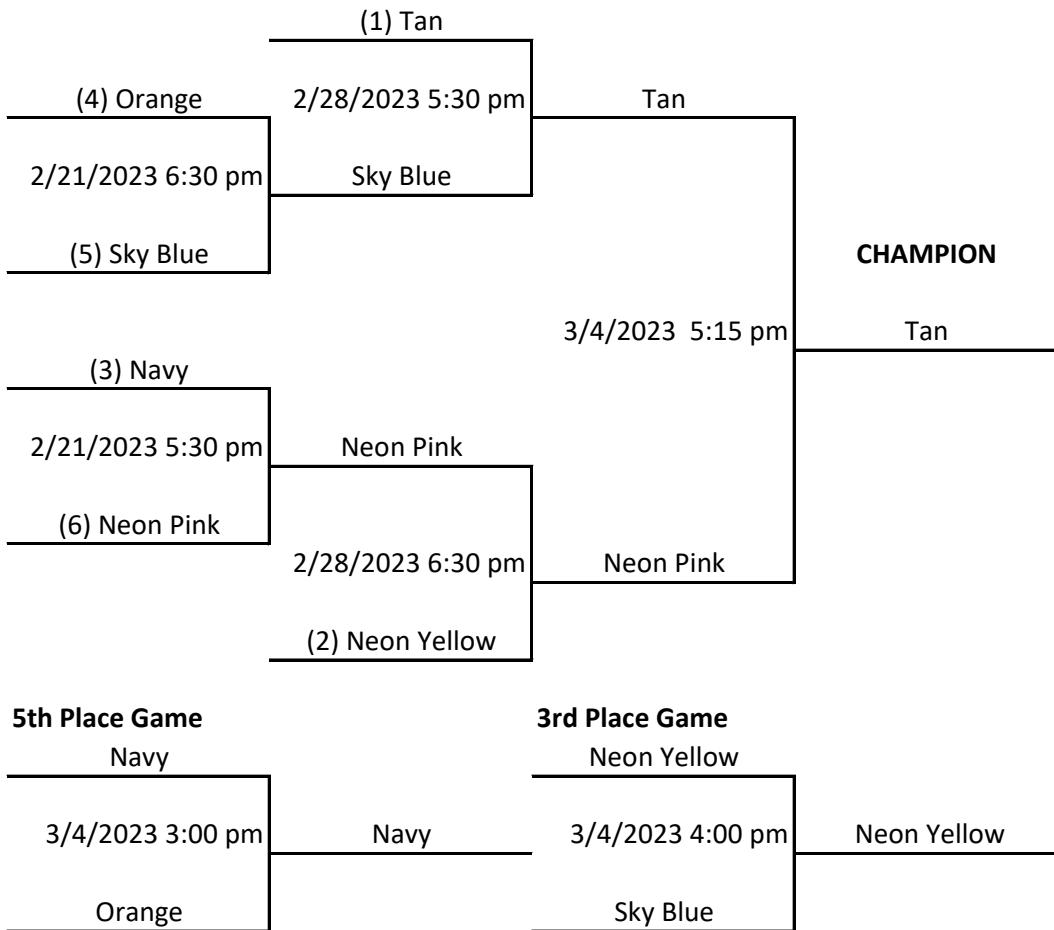 (1) Tan
(4) Orange
2/28/2023 5:30 pm
Tan
2/21/2023 6:30 pm
Sky Blue
(5) Sky Blue
CHAMPION
3/4/2023  5:15 pm
Tan
(3) Navy
2/21/2023 5:30 pm
Neon Pink
(6) Neon Pink
2/28/2023 6:30 pm
Neon Pink
(2) Neon Yellow
5th Place Game
Navy
3/4/2023 3:00 pm
Navy
Orange
3rd Place Game
Neon Yellow
3/4/2023 4:00 pm
Neon Yellow
Sky Blue